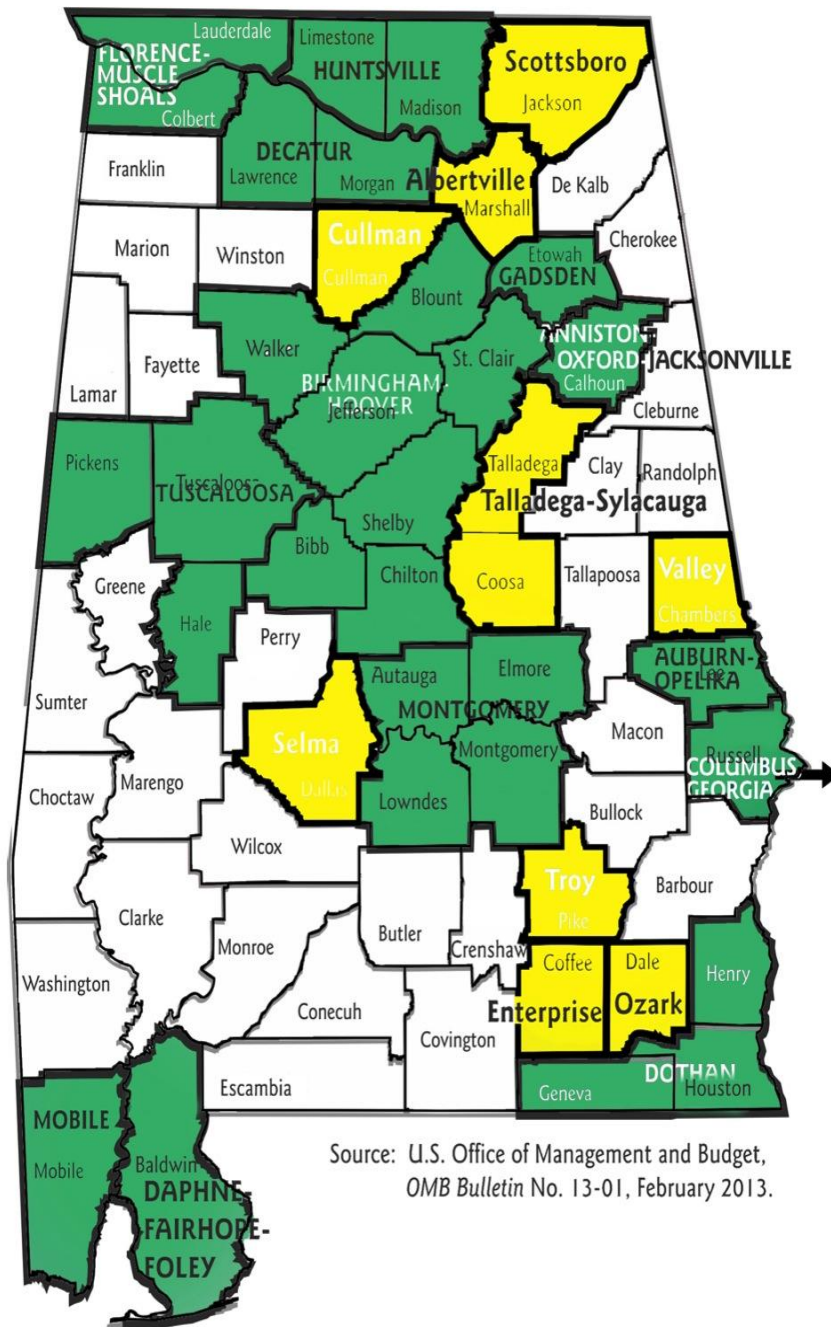 Lauderdale
FLORENCE-
MUSCLE
SHOALS
Colbert
Limestone
HUNTSVILLE
Madison
Scottsboro
Jackson
Franklin
DECATUR
Lawrence
Morgan
Albertville
Marshall
De Kalb
Marion
Winston
Cullman
Cullman
Cherokee
Etowah
GADSDEN
Blount
Lamar
Fayette
Walker
BIRMINGHAM-
HOOVER
Jefferson
St. Clair
ANNISTON-
OXFORD-JACKSONVILLE
Calhoun
Cleburne
Pickens
Tuscaloosa
TUSCALOOSA
Talladega
Clay
Randolph
Talladega-Sylacauga
Shelby
Bibb
Chilton
Coosa
Tallapoosa
Valley
Chambers
Greene
Hale
Perry
Autauga
Elmore
MONTGOMERY
Montgomery
Lowndes
AUBURN-
Lee
OPELIKA
Sumter
Selma
Dallas
Macon
Russell
COLUMBUS
GEORGIA
Choctaw
Marengo
Bullock
Wilcox
Troy
Pike
Barbour
Clarke
Monroe
Butler
Crenshaw
Washington
Conecuh
Covington
Coffee
Enterprise
Dale
Ozark
Henry
Escambia
Geneva
DOTHAN
Houston
MOBILE
Mobile
Baldwin
DAPHNE-
FAIRHOPE-
FOLEY
Source: U.S. Office of Management and Budget,
OMB Bulletin No. 13-01, February 2013.